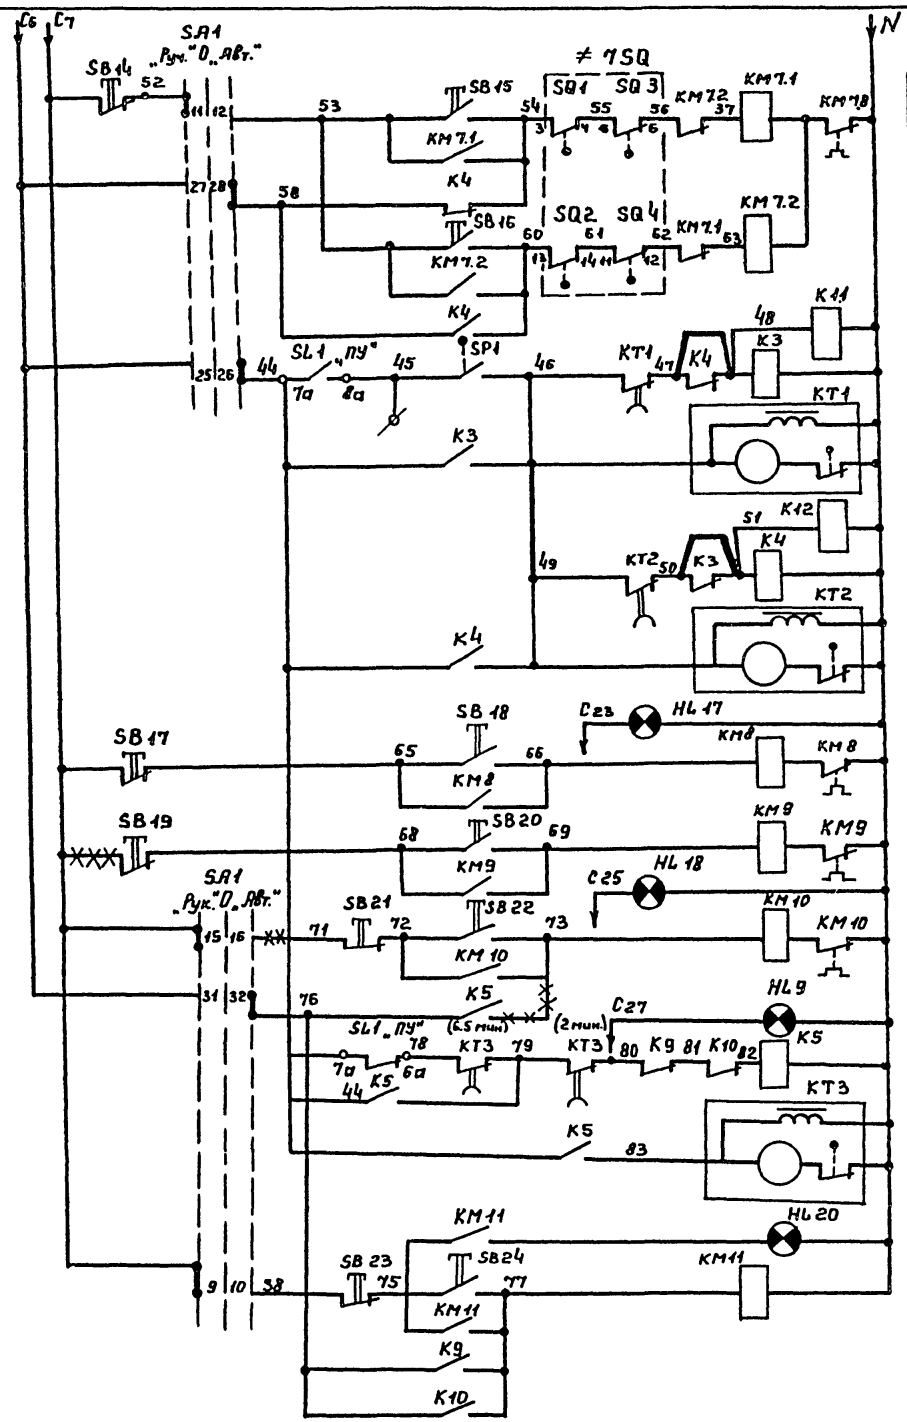 C6 C7 N
SA1
„Руч." 0 „Авт."
SB14 52
11 12
53
SB15
54
≠ 7SQ
SQ1 SQ3
3 4 55 6 5 56
KM7.2 37
KM7.1
KM7.8
KM7.1
K4
27 28
58
SB16
60
SQ2 SQ4
13 14 61 11 12 62
KM7.1 63
KM7.2
KM7.2
K4
K11
48
25 26
44
SL1 „ПУ"
7a 8a
45
SP1
46
KT1 47
K4
K3
KT1
K3
K12
51
49
KT2 50
K3
K4
KT2
K4
C23
HL17
SB17
65
SB18
66
KM8
KM8
KM8
SB19
68
SB20
69
KM9
KM9
KM9
SA1
„Рук." 0 „Авт."
C25
HL18
15 16
71
SB21
72
SB22
73
KM10
KM10
KM10
31 32
76
K5
(6.5 мин)
(2 мин.)
C27
HL9
SL1 „ПУ"
7a 6a
78
KT3
79
KT3
80
K9
81
K10
82
K5
44
K5
KT3
K5
83
KM11
HL20
9 10
38
SB23
75
SB24
77
KM11
KM11
K9
K10